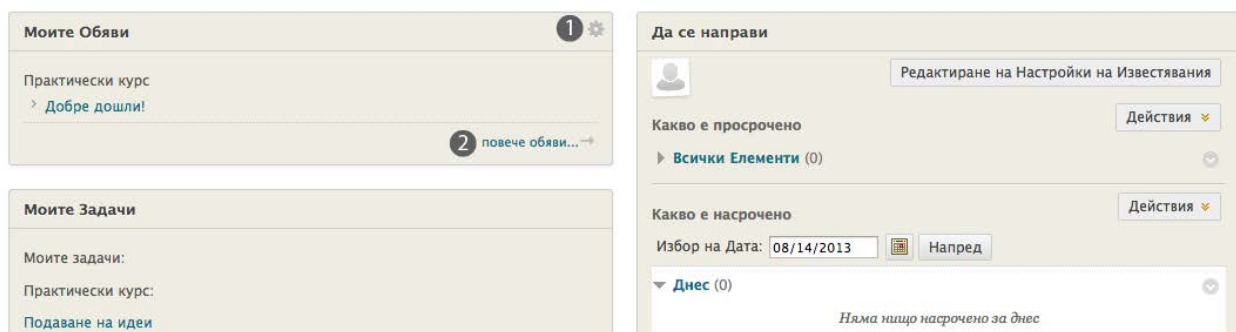 Моите Обяви
1
Практически курс
Добре дошли!
2 повече обяви...
Моите Задачи
Моите задачи:
Практически курс:
Подаване на идеи
Да се направи
Редактиране на Настройки на Известявания
Какво е просрочено
Действия
Всички Елементи (0)
Какво е насрочено
Действия
Избор на Дата: 08/14/2013 Напред
Днес (0)
Няма нищо насрочено за днес